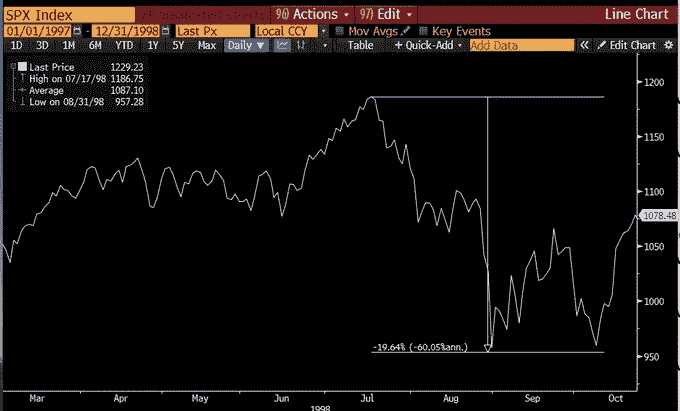 SPX Index 96) Actions 97) Edit Line Chart
01/01/1997 - 12/31/1998 Last Px Local CCY Mov Avgs Key Events
1D 3D 1M 6M YTD 1Y 5Y Max Daily Table + Quick-Add Add Data « Edit Chart
Last Price 1229.23
High on 07/17/98 1186.75
Average 1087.10
Low on 08/31/98 957.28
1200
1150
1100
1078.48
1050
1000
950
-19.64% (-60.05%ann.)
Mar Apr May Jun Jul Aug Sep Oct
1998